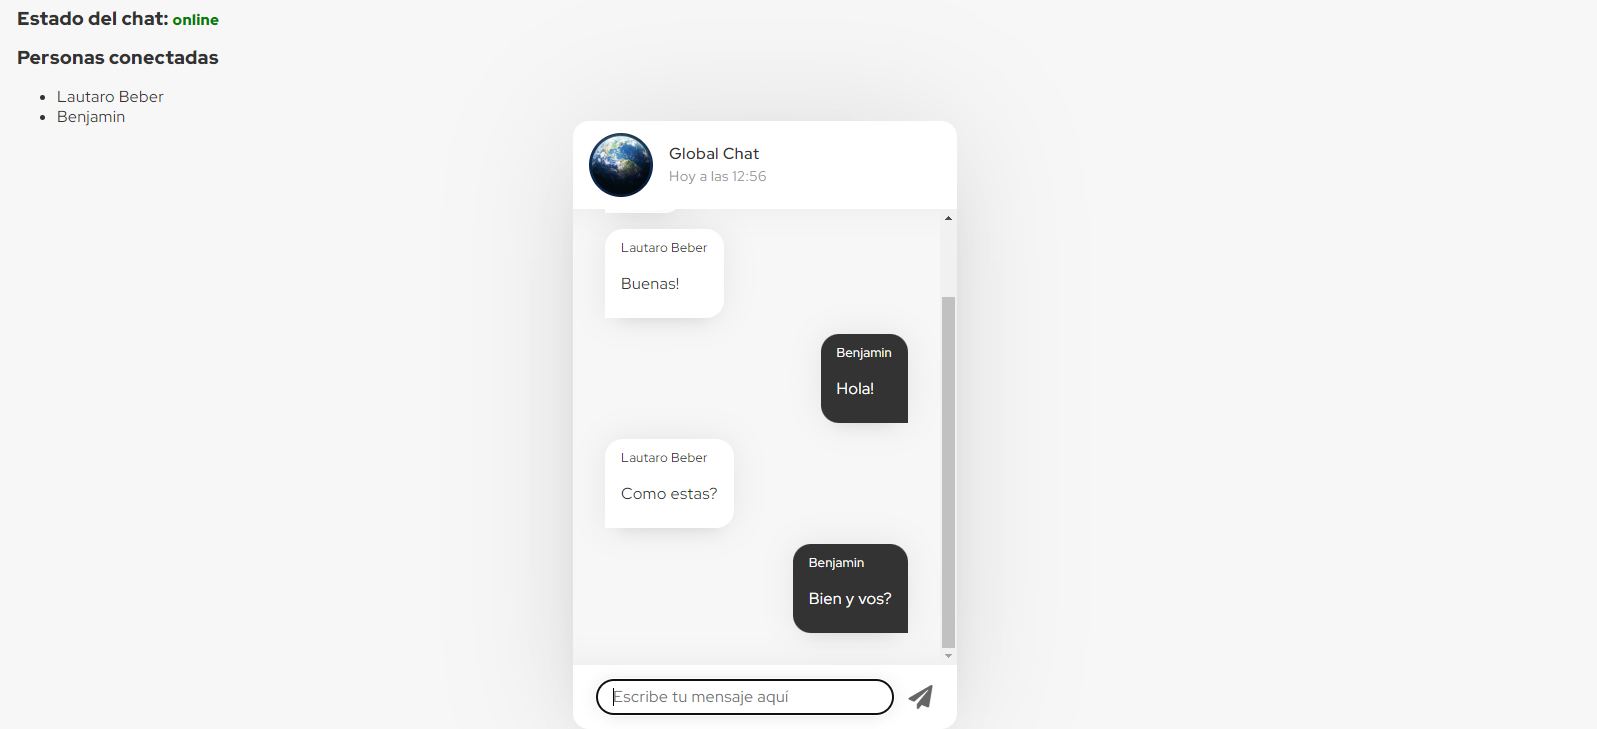 Estado del chat: online
Personas conectadas
Lautaro Beber
Benjamin
Global Chat
Hoy a las 12:56
Lautaro Beber
Buenas!
Benjamin
Hola!
Lautaro Beber
Como estas?
Benjamin
Bien y vos?
Escribe tu mensaje aquí